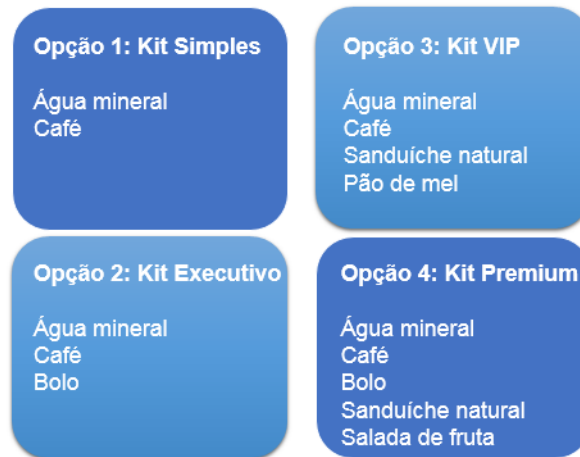 Opção 1: Kit Simples
Água mineral
Café
Opção 2: Kit Executivo
Água mineral
Café
Bolo
Opção 3: Kit VIP
Água mineral
Café
Sanduíche natural
Pão de mel
Opção 4: Kit Premium
Água mineral
Café
Bolo
Sanduíche natural
Salada de fruta